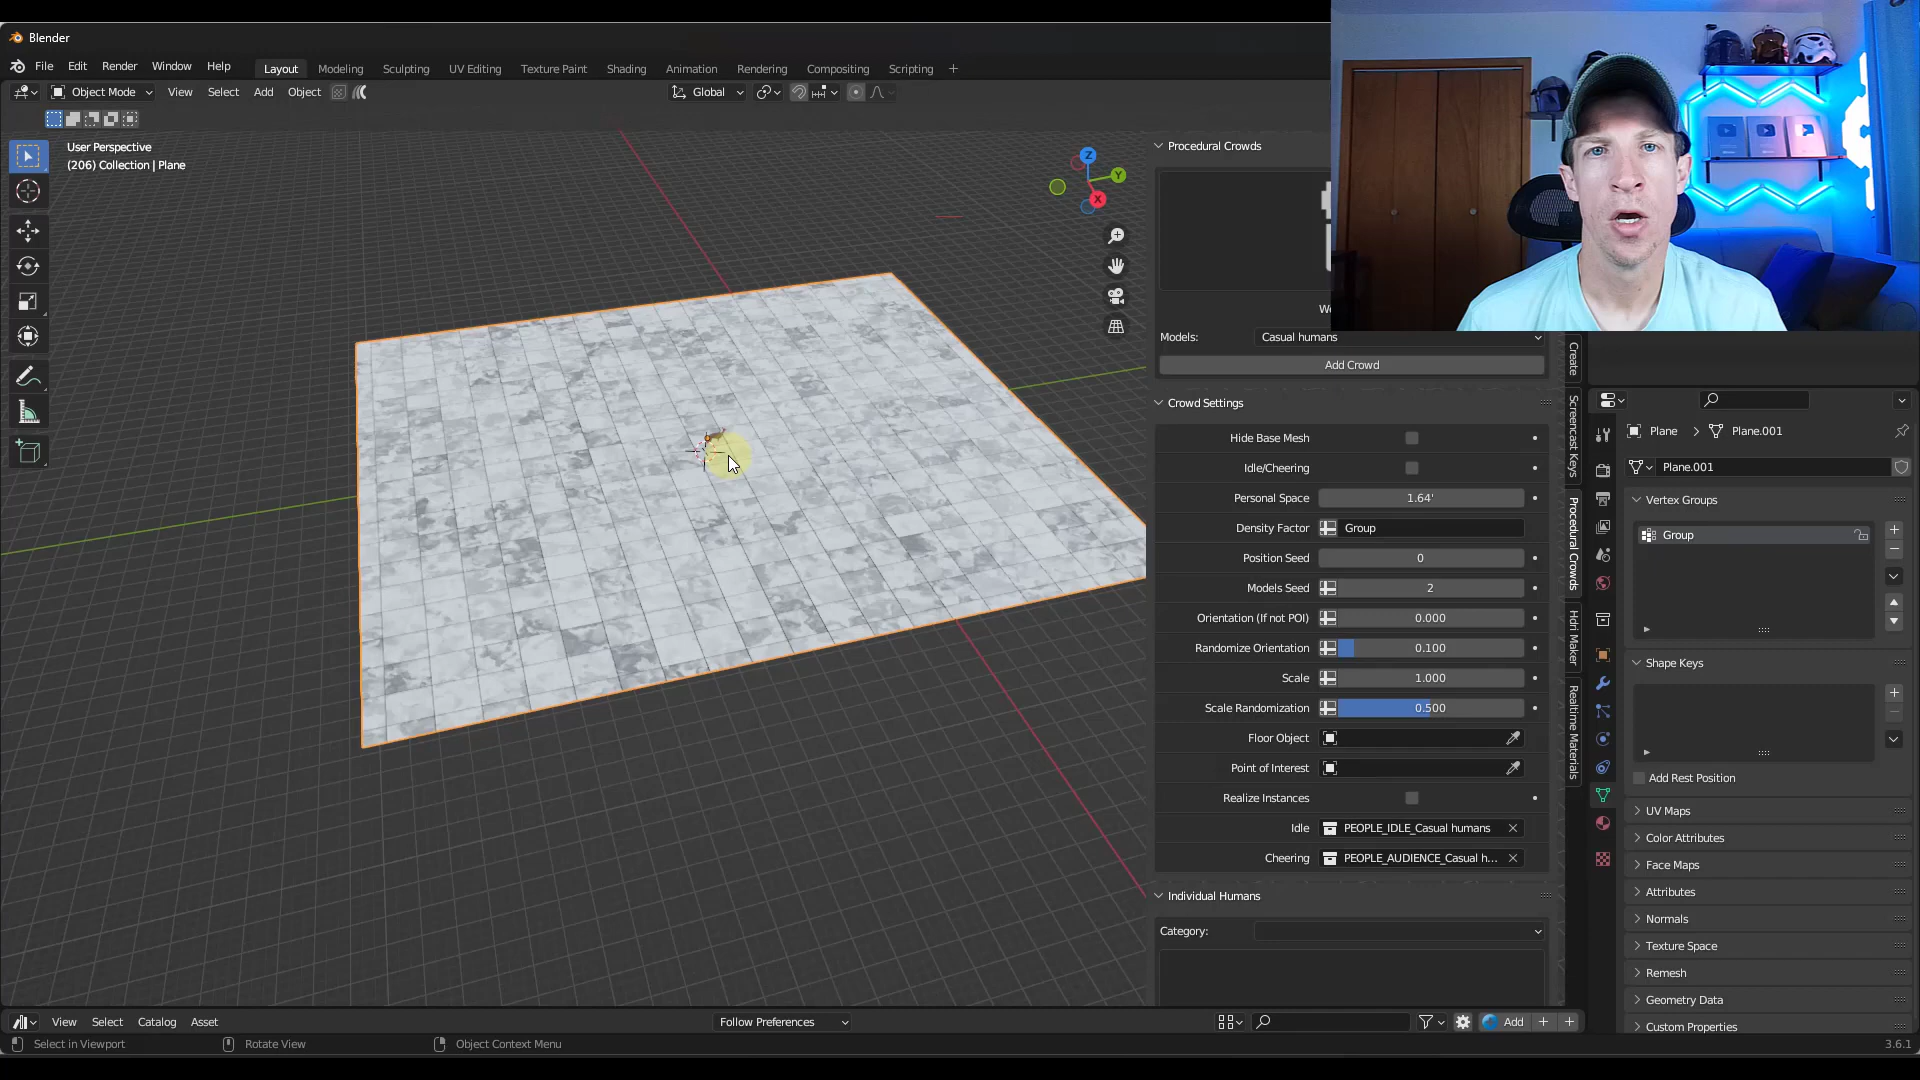 Blender
File Edit Render Window Help
Layout Modeling Sculpting UV Editing Texture Paint Shading Animation Rendering Compositing Scripting +
Object Mode View Select Add Object Global
User Perspective
(206) Collection | Plane
Z
Y
X
Procedural Crowds
Models: Casual humans
Add Crowd
Crowd Settings
Hide Base Mesh
Idle/Cheering
Personal Space 1.64'
Density Factor Group
Position Seed 0
Models Seed 2
Orientation (If not POI) 0.000
Randomize Orientation 0.100
Scale 1.000
Scale Randomization 0.500
Floor Object
Point of Interest
Realize Instances
Idle PEOPLE_IDLE_Casual humans
Cheering PEOPLE_AUDIENCE_Casual h...
Individual Humans
Category:
Create
Screencast Keys
Procedural Crowds
Hdri Maker
Realtime Materials
Plane > Plane.001
Plane.001
Vertex Groups
Group
Shape Keys
Add Rest Position
UV Maps
Color Attributes
Face Maps
Attributes
Normals
Texture Space
Remesh
Geometry Data
Custom Properties
View Select Catalog Asset Follow Preferences Add
Select in Viewport Rotate View Object Context Menu 3.6.1